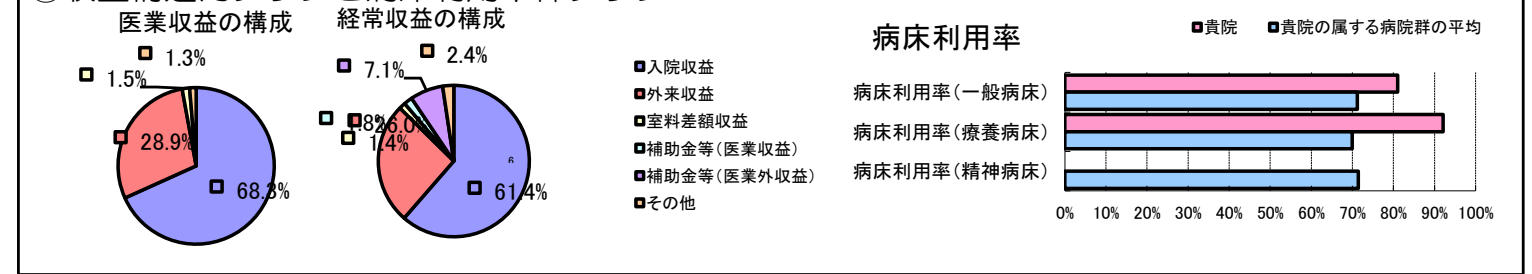 医業収益の構成
1.3%
1.5%
28.9%
68.3%
経常収益の構成
2.4%
7.1%
1.8%
26.0%
1.4%
61.4%
入院収益
外来収益
室料差額収益
補助金等(医業収益)
補助金等(医業外収益)
その他
病床利用率
貴院
貴院の属する病院群の平均
病床利用率(一般病床)
病床利用率(療養病床)
病床利用率(精神病床)
0% 10% 20% 30% 40% 50% 60% 70% 80% 90% 100%